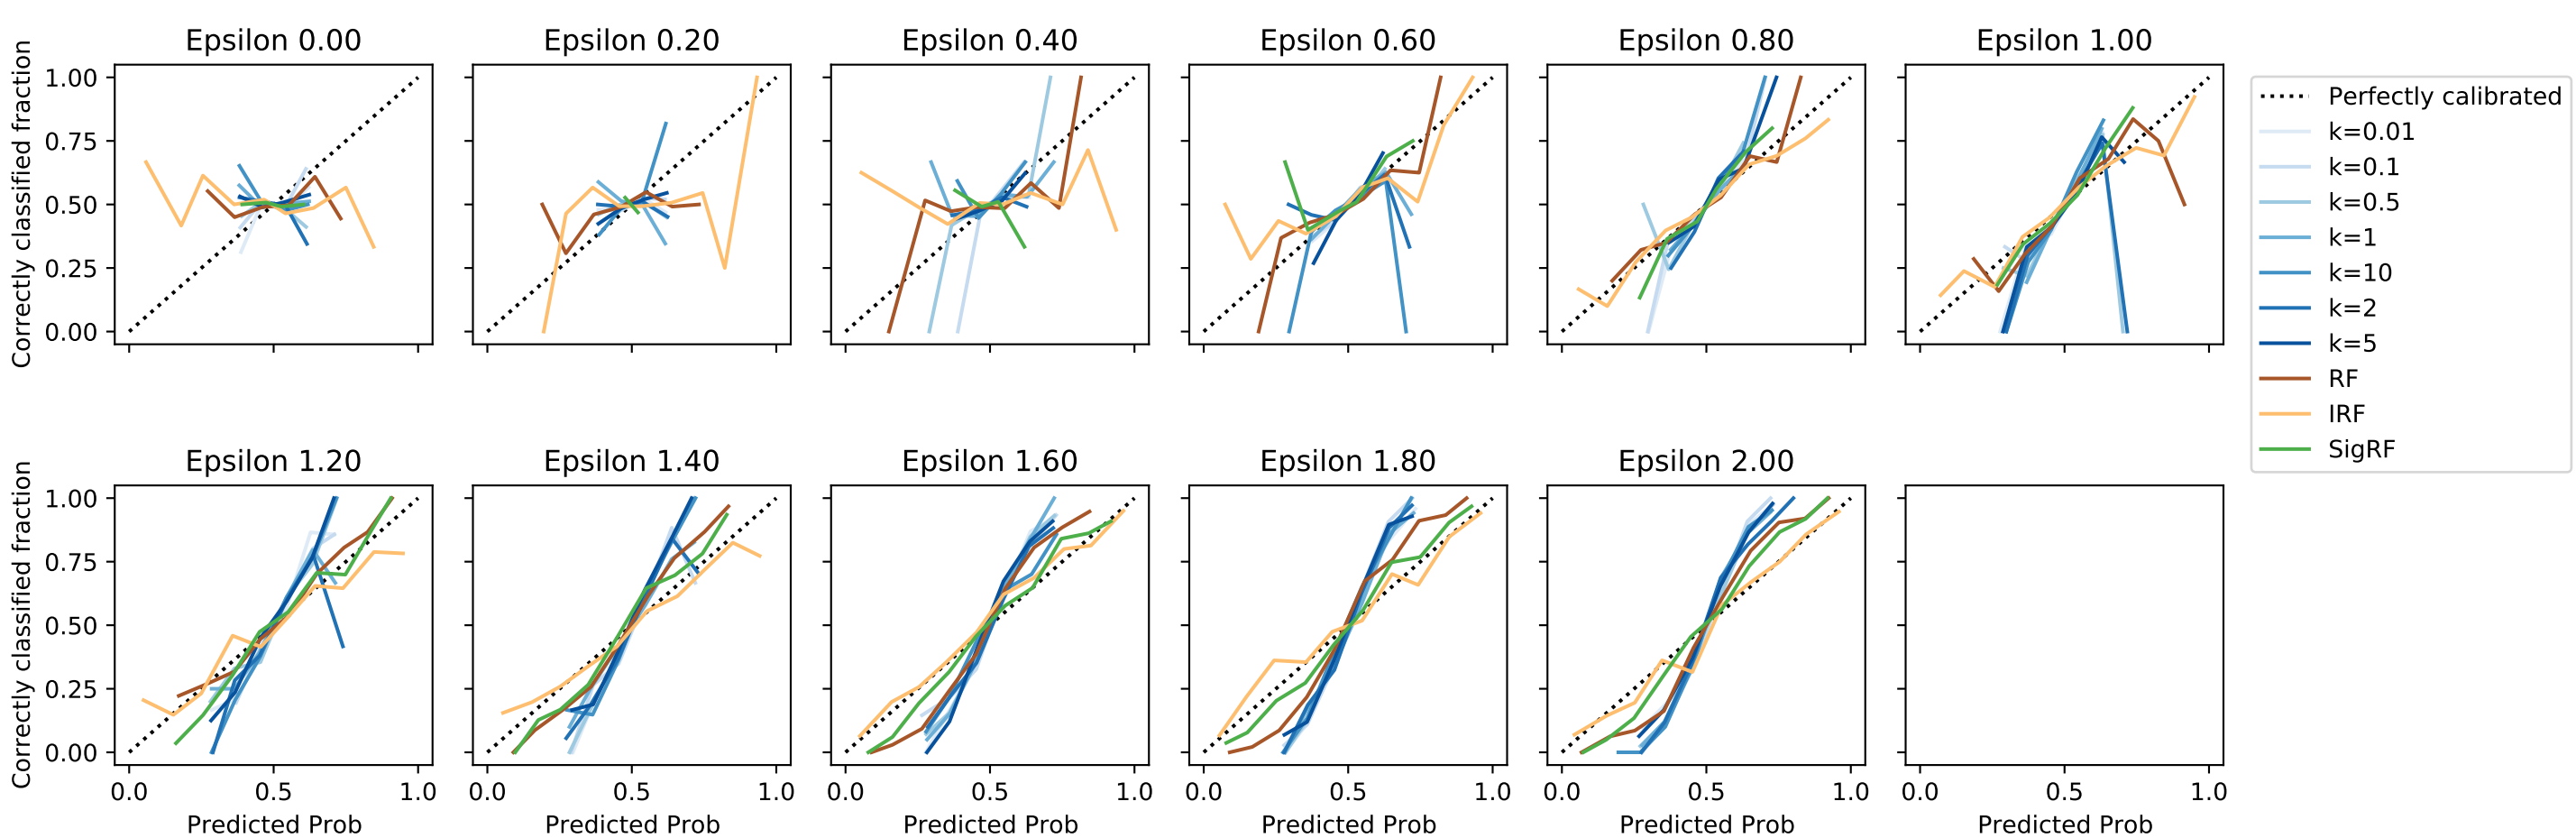 Epsilon 0.00 Epsilon 0.20 Epsilon 0.40 Epsilon 0.60 Epsilon 0.80 Epsilon 1.00
Correctly classified fraction
1.00
0.75
0.50
0.25
0.00
Perfectly calibrated
k=0.01
k=0.1
k=0.5
k=1
k=10
k=2
k=5
RF
IRF
SigRF
Epsilon 1.20 Epsilon 1.40 Epsilon 1.60 Epsilon 1.80 Epsilon 2.00
Correctly classified fraction
1.00
0.75
0.50
0.25
0.00
0.0 0.5 1.0 0.0 0.5 1.0 0.0 0.5 1.0 0.0 0.5 1.0 0.0 0.5 1.0 0.0 0.5 1.0
Predicted Prob Predicted Prob Predicted Prob Predicted Prob Predicted Prob Predicted Prob